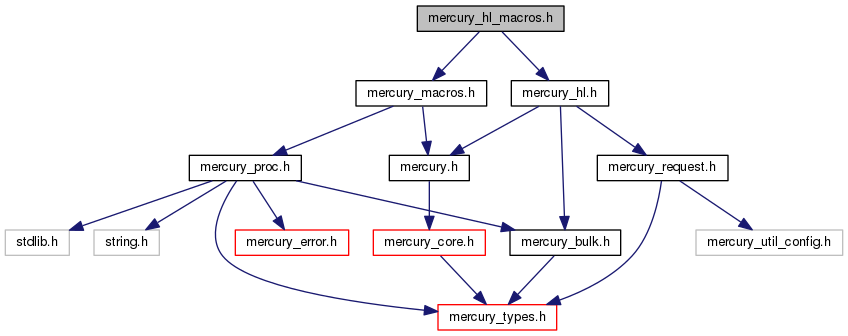 mercury_hl_macros.h
mercury_macros.h
mercury_hl.h
mercury_proc.h
mercury.h
mercury_request.h
stdlib.h
string.h
mercury_error.h
mercury_core.h
mercury_bulk.h
mercury_util_config.h
mercury_types.h